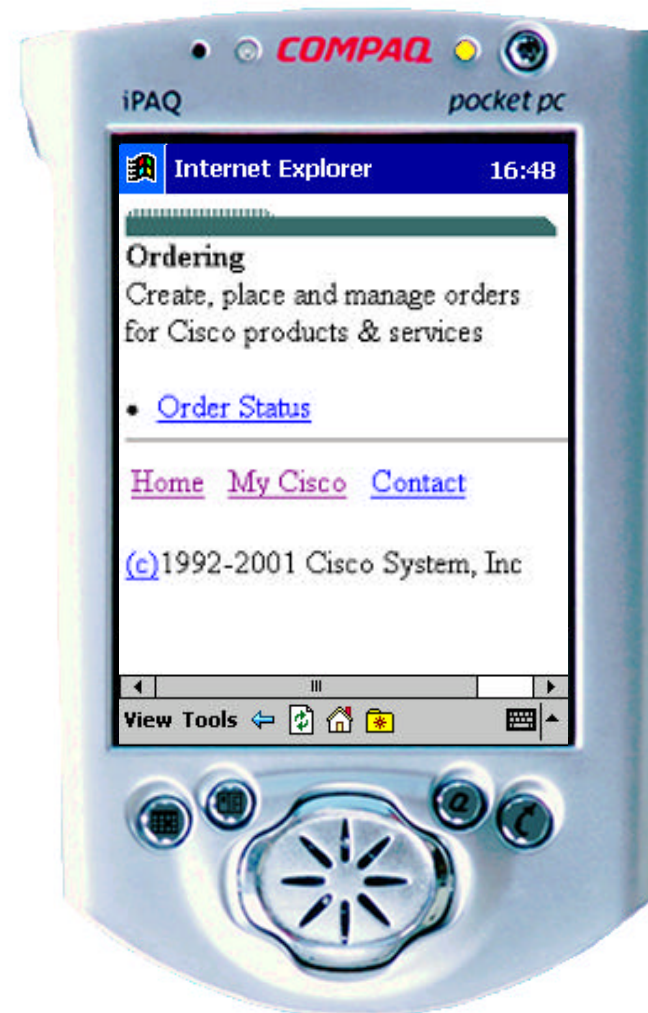 COMPAQ
iPAQ pocket pc
Internet Explorer 16:48
Ordering
Create, place and manage orders
for Cisco products & services
• Order Status
Home My Cisco Contact
(c)1992-2001 Cisco System, Inc
View Tools